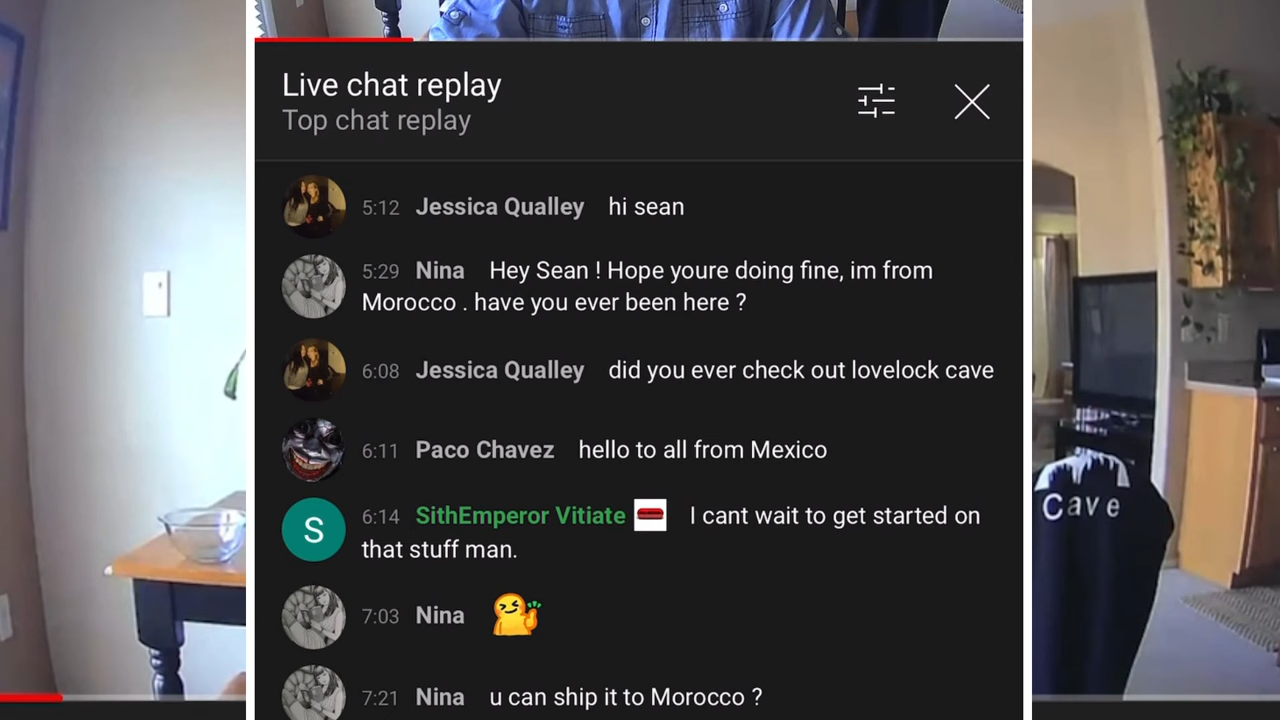 Live chat replay
Top chat replay
5:12 Jessica Qualley hi sean
5:29 Nina Hey Sean ! Hope youre doing fine, im from
Morocco . have you ever been here ?
6:08 Jessica Qualley did you ever check out lovelock cave
6:11 Paco Chavez hello to all from Mexico
S 6:14 SithEmperor Vitiate I cant wait to get started on
that stuff man.
7:03 Nina
7:21 Nina u can ship it to Morocco ?
Cave